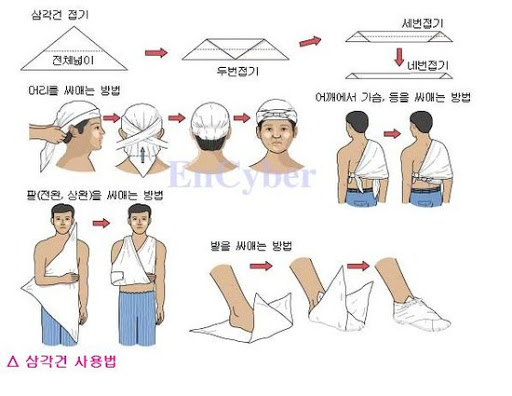 삼각건 접기
전체넓이
두번접기
세번접기
네번접기
머리를 싸매는 방법
어깨에서 가슴, 등을 싸매는 방법
EnCyber
팔(전완, 상완)을 싸매는 방법
발을 싸매는 방법
△ 삼각건 사용법